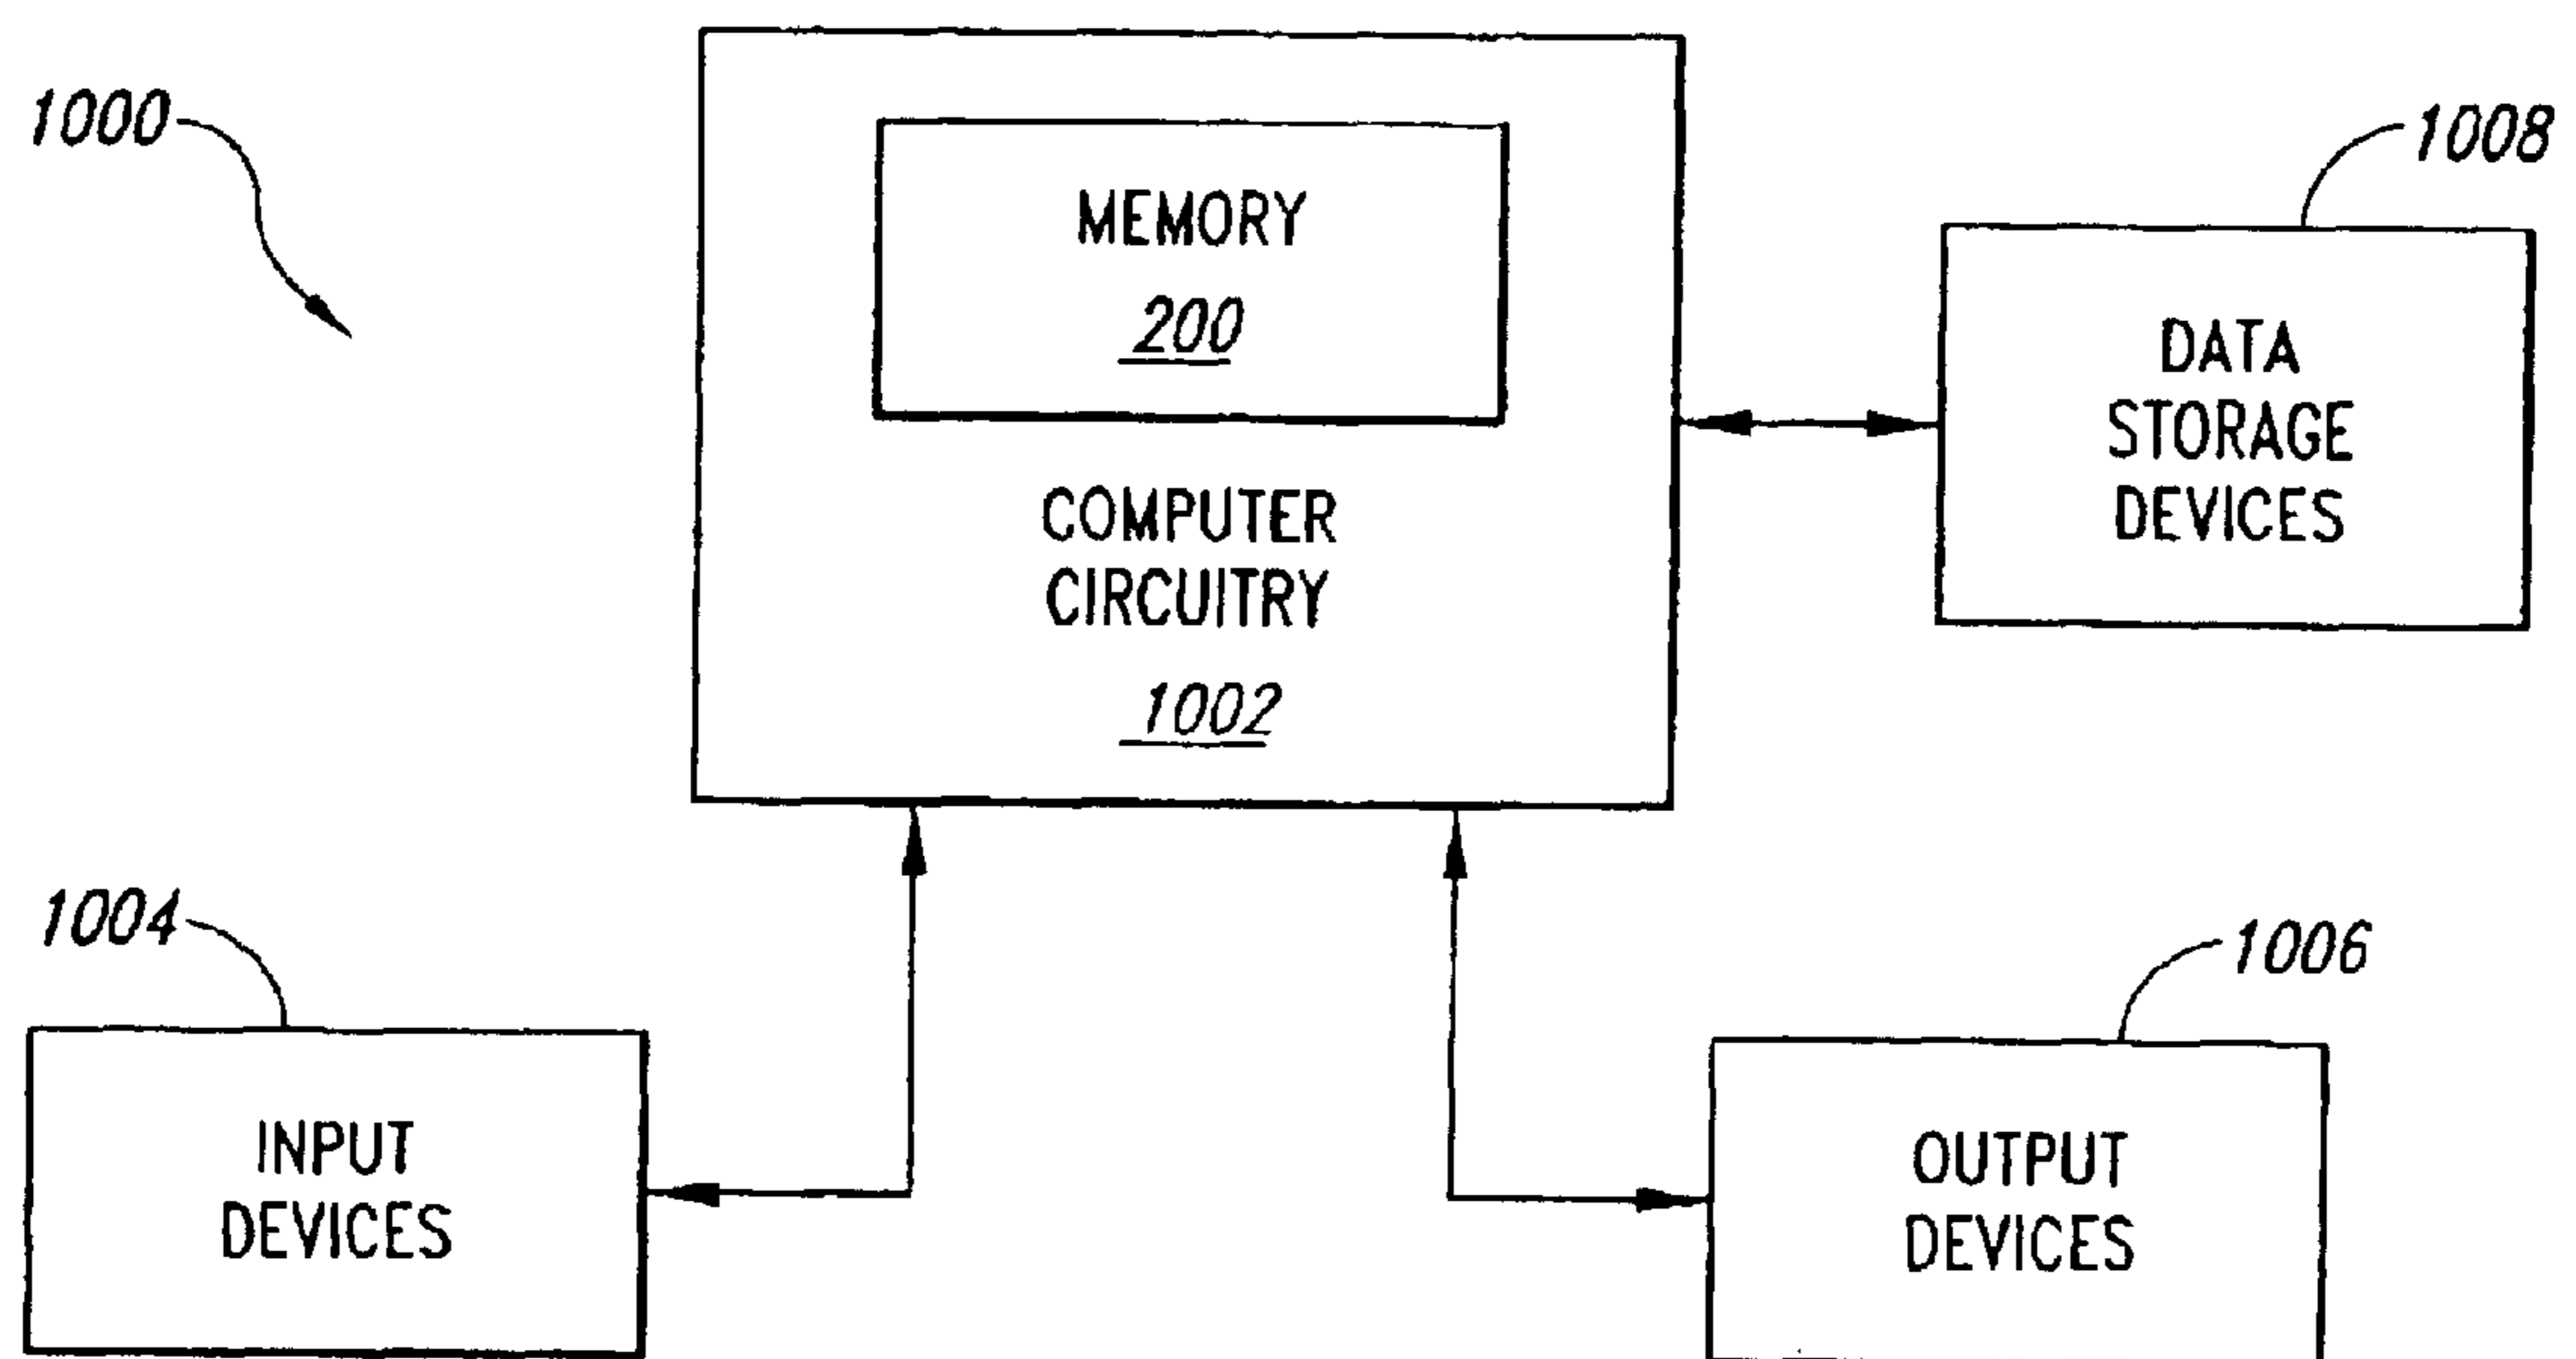 1000
MEMORY
200
COMPUTER
CIRCUITRY
1002
1008
DATA
STORAGE
DEVICES
1004
INPUT
DEVICES
1006
OUTPUT
DEVICES